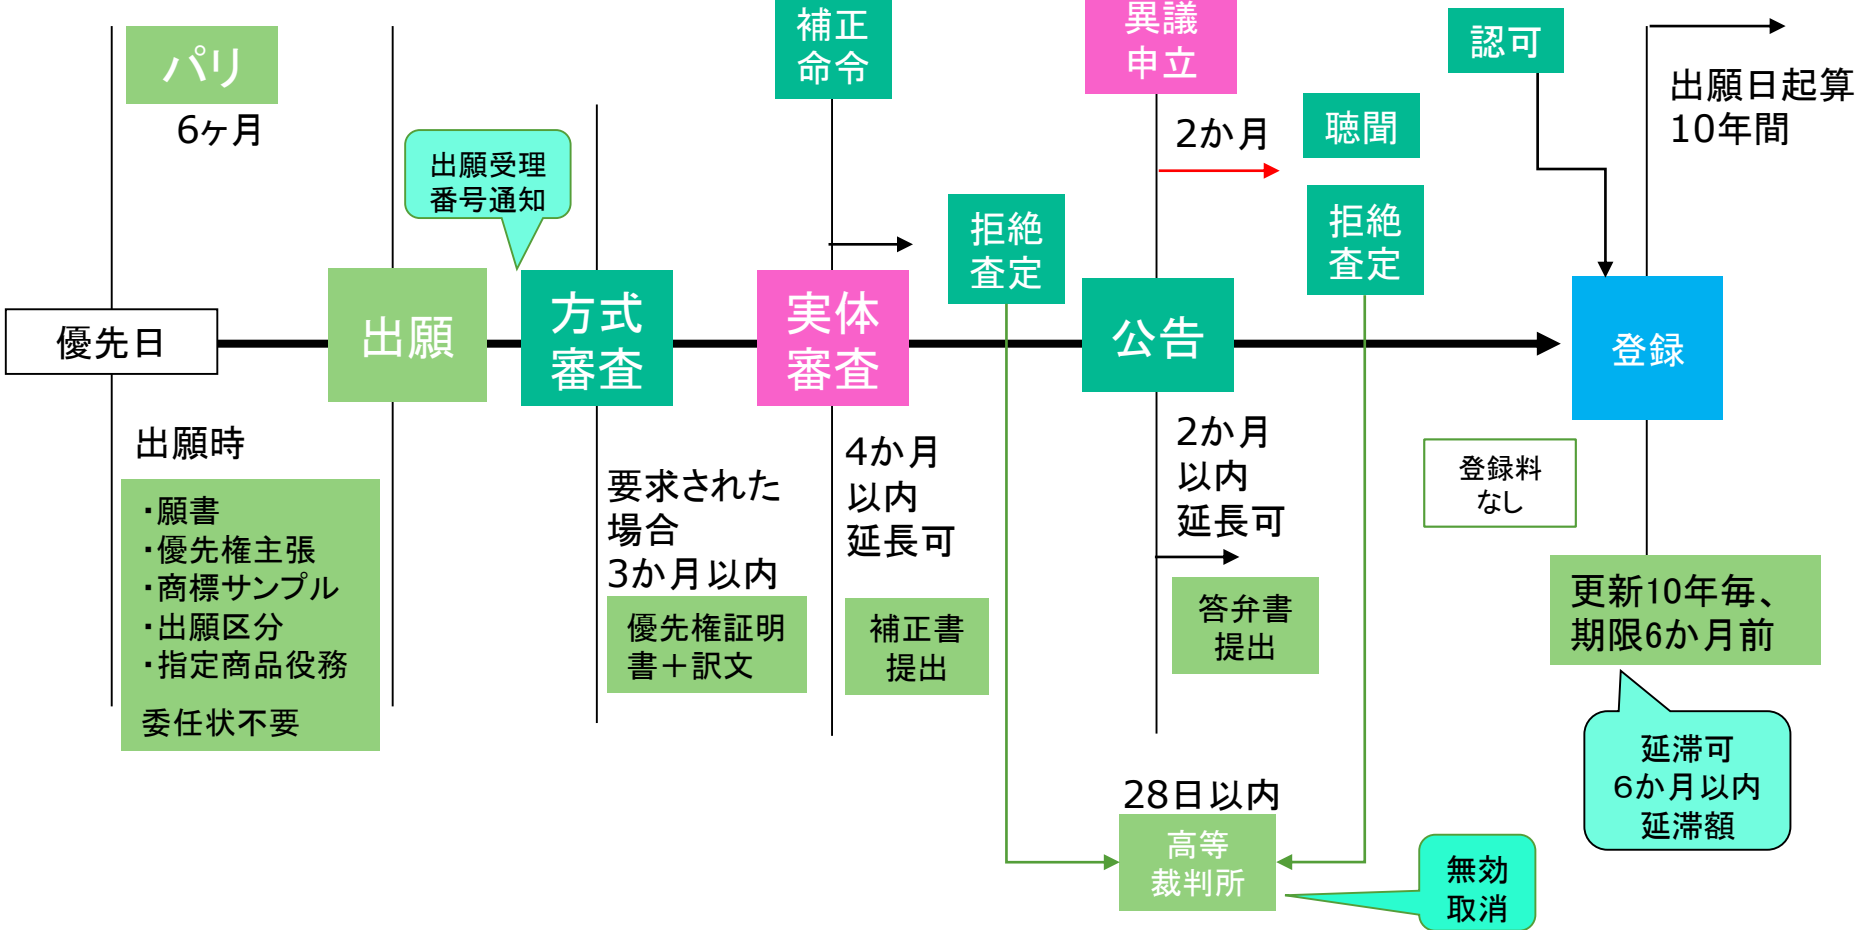 パリ
6ヶ月
優先日
出願時
・願書
・優先権主張
・商標サンプル
・出願区分
・指定商品役務
委任状不要
出願
出願受理
番号通知
方式
審査
要求された
場合
3か月以内
優先権証明
書＋訳文
補正
命令
実体
審査
4か月
以内
延長可
補正書
提出
拒絶
査定
異議
申立
2か月
公告
2か月
以内
延長可
答弁書
提出
聴聞
拒絶
査定
28日以内
高等
裁判所
無効
取消
認可
出願日起算
10年間
登録
登録料
なし
更新10年毎、
期限6か月前
延滞可
６か月以内
延滞額